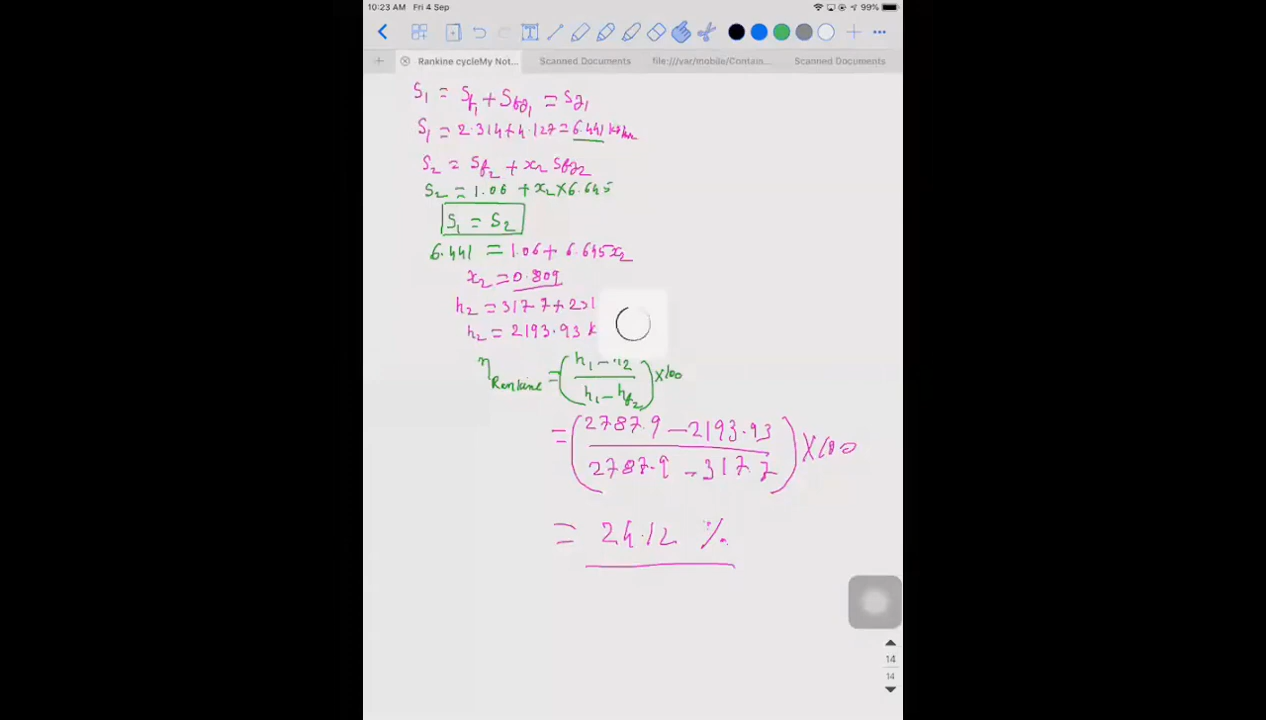 10:23 AM Fri 4 Sep 99%
Rankine cycleMy Not... Scanned Documents file:///var/mobile/Contain... Scanned Documents
S₁ = Sf₁ + Sfg₁ = Sg₁
S₁ = 2.314+4.127 = 6.441
S₂ = Sf₂ + x₂ Sfg₂
S₂ = 1.06 + x₂×6.645
S₁ = S₂
6.441 = 1.06+ 6.645x₂
x₂ = 0.809
h₂ = 317.7+
h₂ = 2193.93 k
η Rankine = (h₁ - h₂ / h₁ - hf₂) ×100
= (2787.9 - 2193.93 / 2787.9 - 317.7) ×100
= 24.12 %
14
14